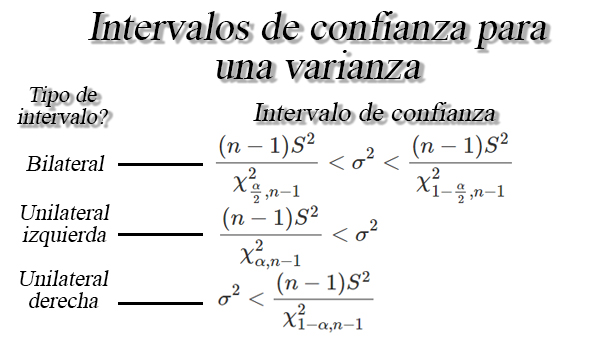 Intervalos de confianza para
una varianza
Tipo de
intervalo?
Intervalo de confianza
Bilateral
\frac{(n-1)S^2}{\chi^2_{\frac{\alpha}{2},n-1}} < \sigma^2 < \frac{(n-1)S^2}{\chi^2_{1-\frac{\alpha}{2},n-1}}
Unilateral
izquierda
\frac{(n-1)S^2}{\chi^2_{\alpha,n-1}} < \sigma^2
Unilateral
derecha
\sigma^2 < \frac{(n-1)S^2}{\chi^2_{1-\alpha,n-1}}